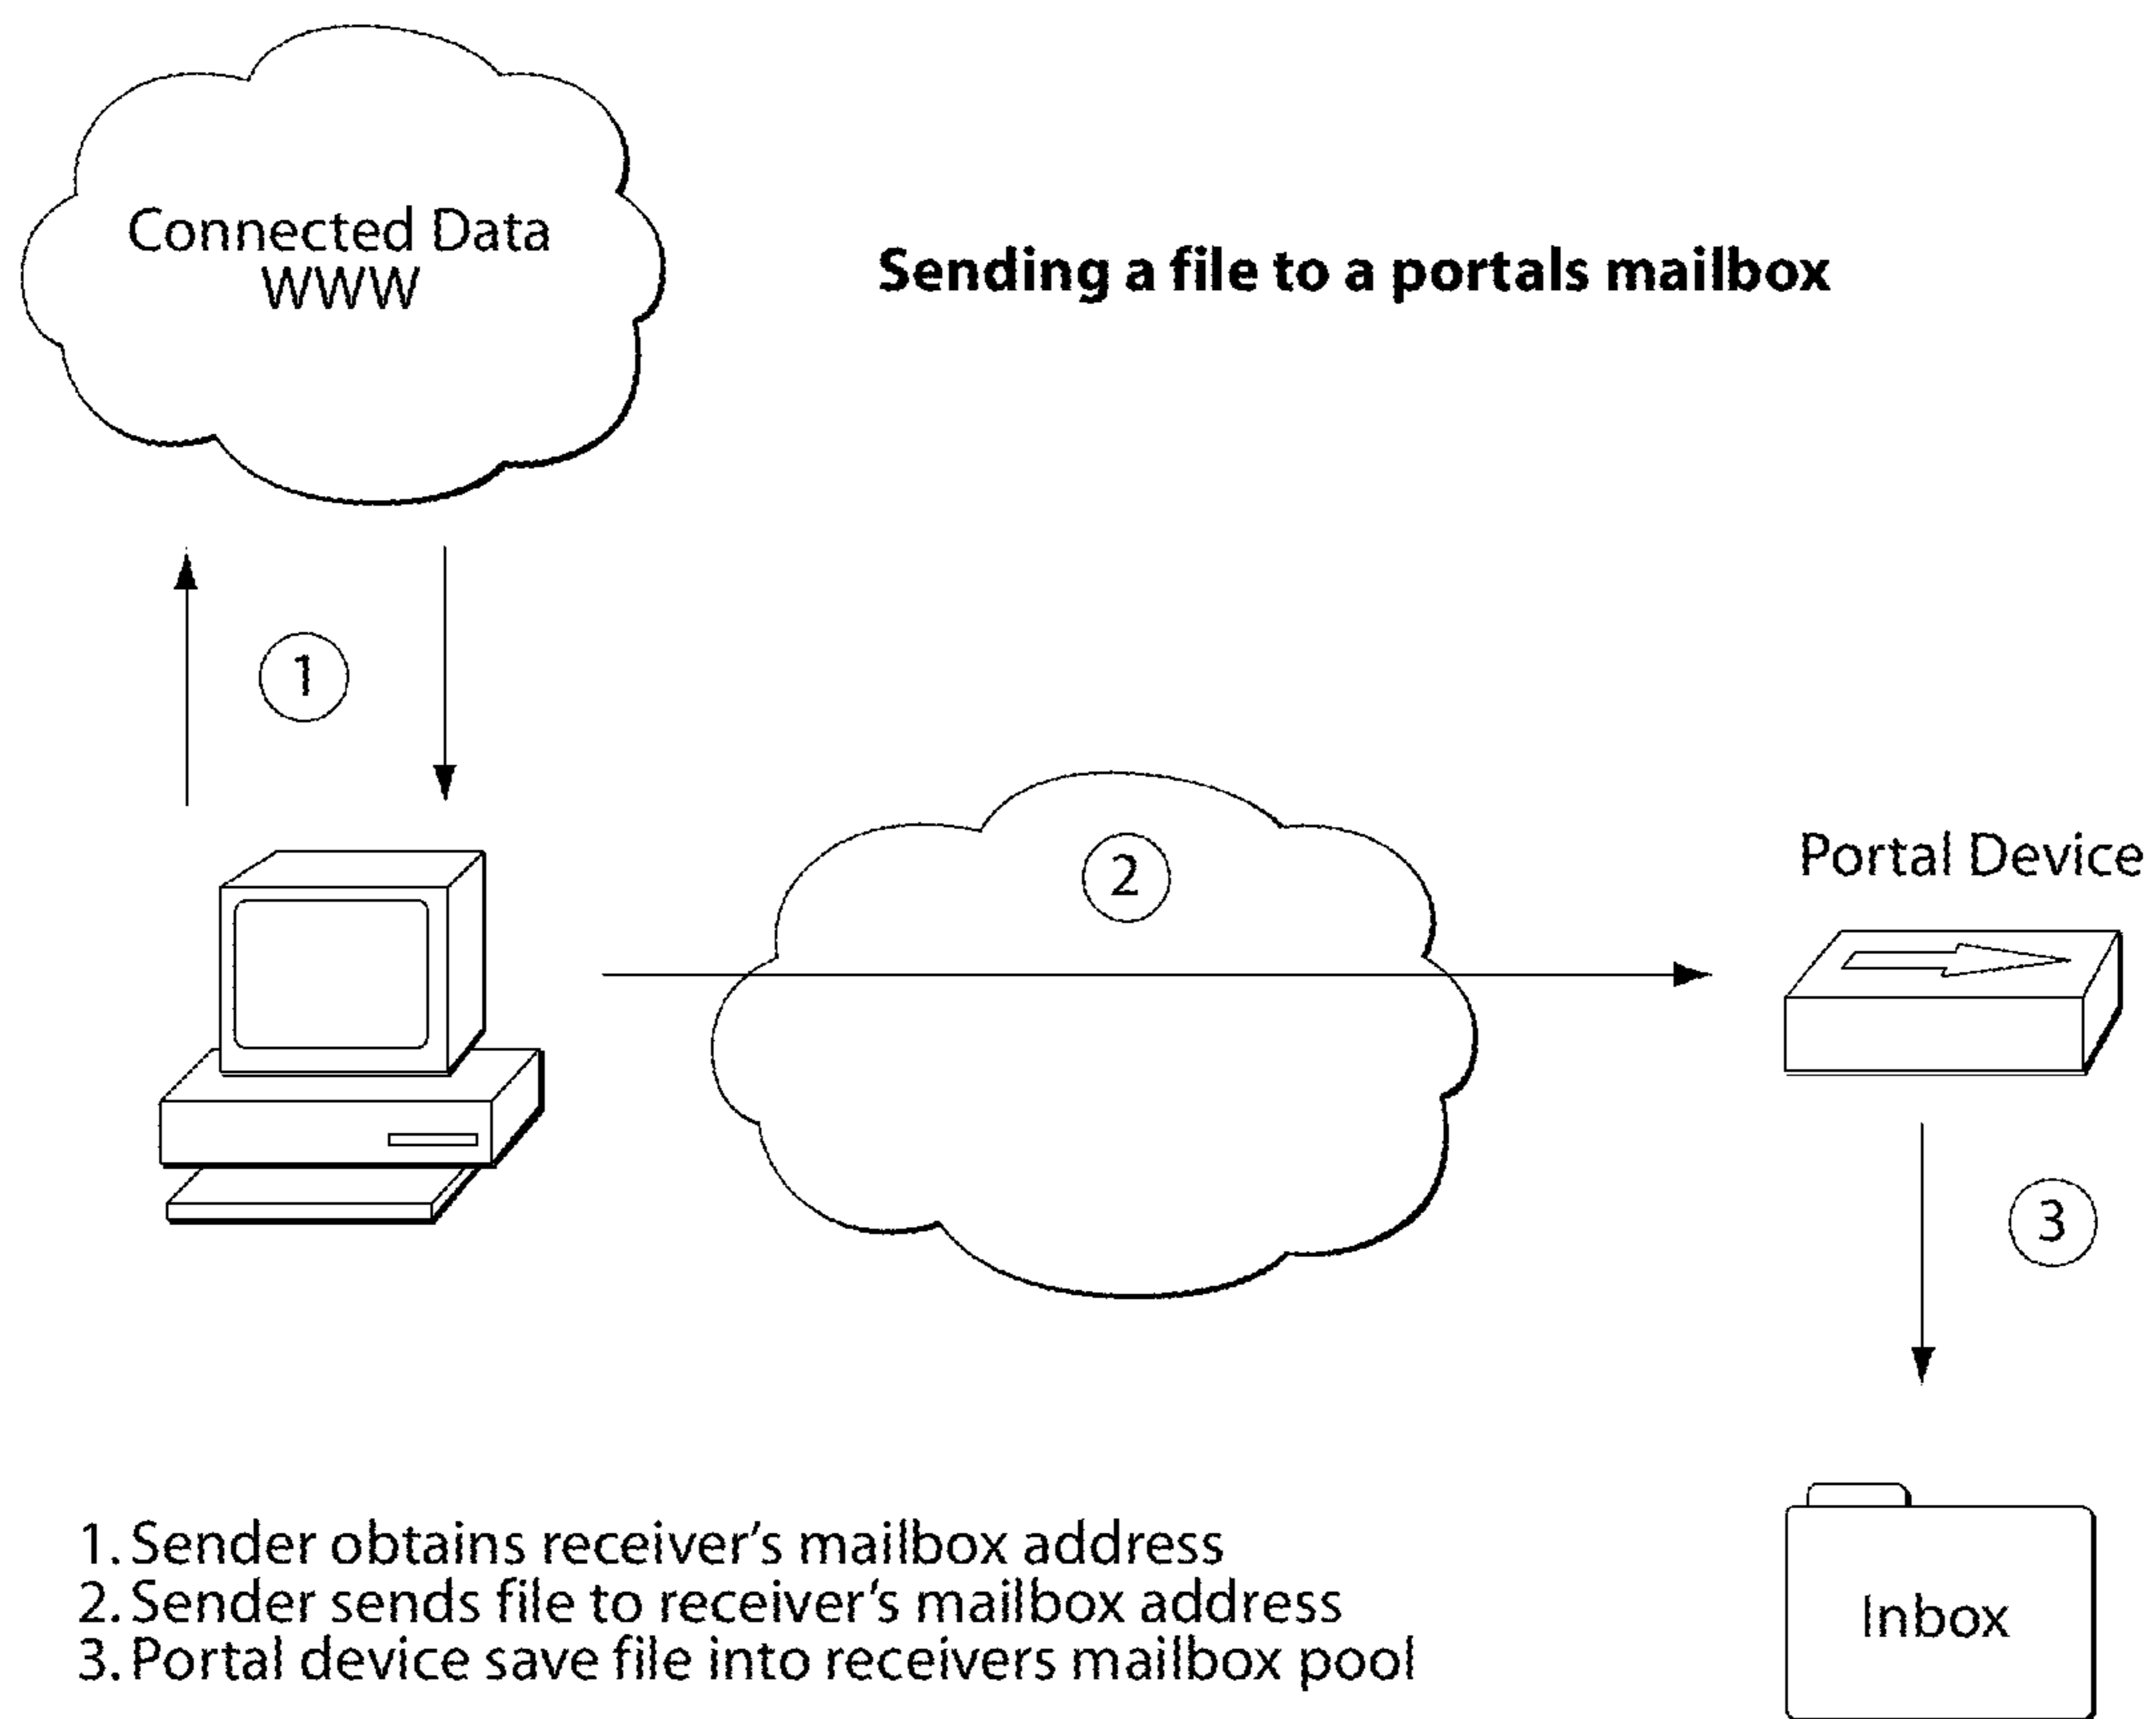 Connected Data
WWW
Sending a file to a portals mailbox
1
2
Portal Device
3
1. Sender obtains receiver's mailbox address
2. Sender sends file to receiver's mailbox address
3. Portal device save file into receivers mailbox pool
Inbox